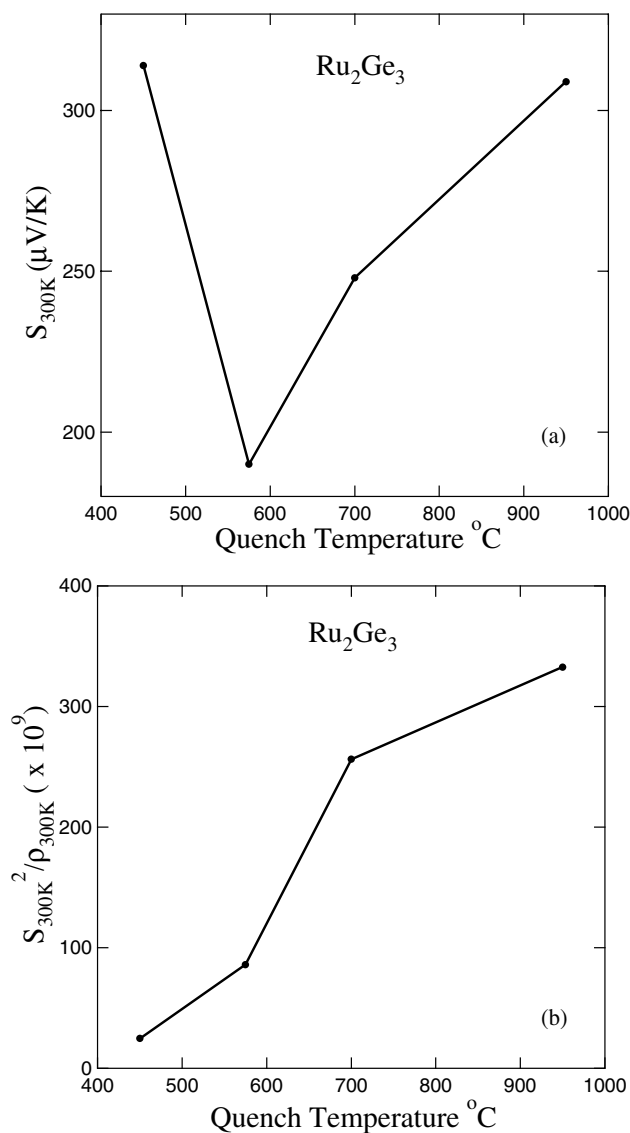 Ru₂Ge₃
300
250
200
S₃₀₀K (μV/K)
(a)
400 500 600 700 800 900 1000
Quench Temperature °C
400
Ru₂Ge₃
300
200
100
0
S₃₀₀K²/ρ₃₀₀K ( x 10⁹)
(b)
400 500 600 700 800 900 1000
Quench Temperature °C